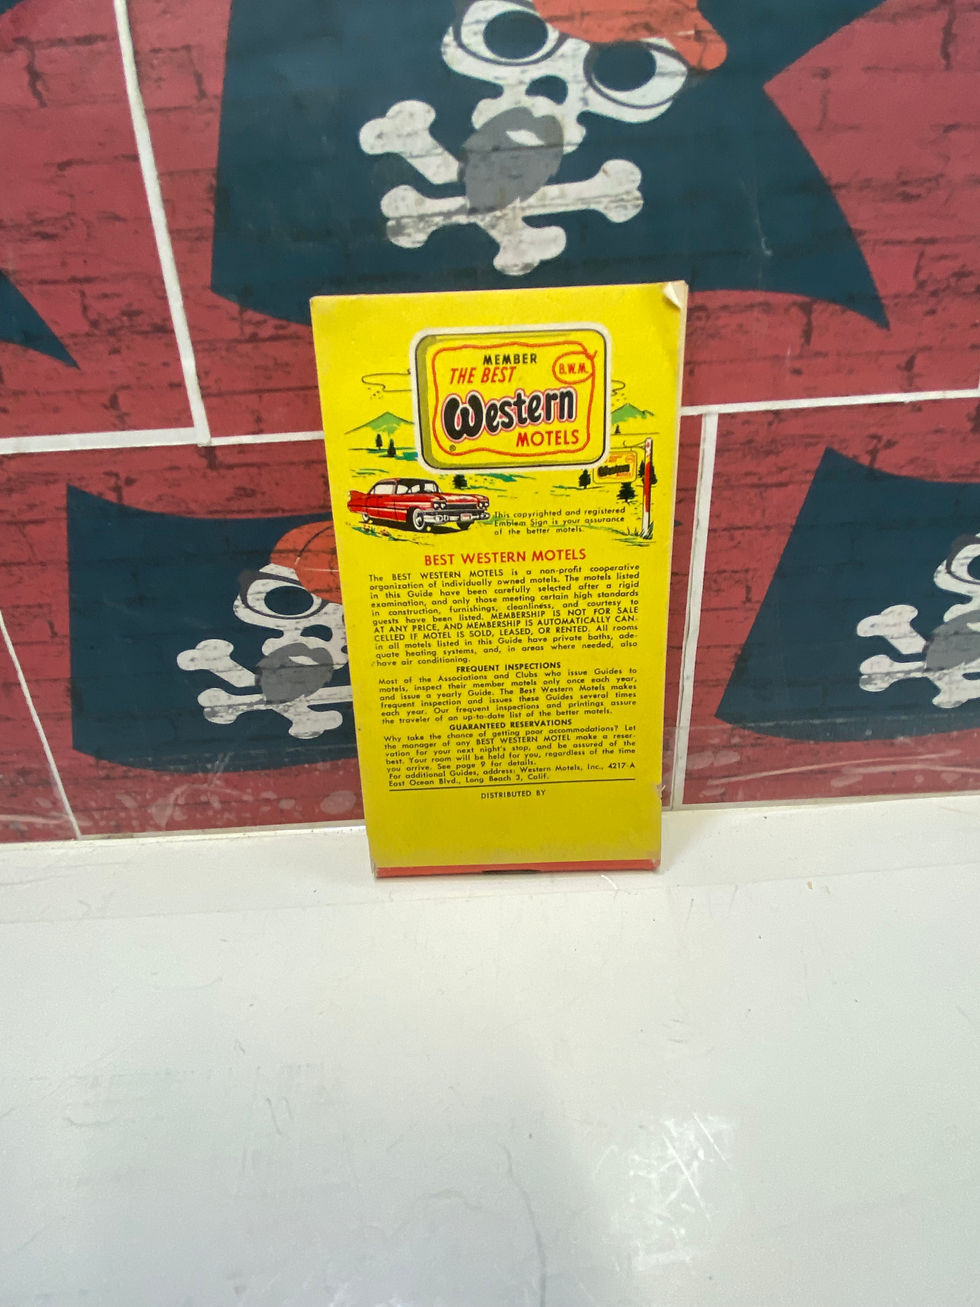 MEMBER
THE BEST
B.W.M.
Western
MOTELS
®
Western
This copyrighted and registered
Emblem Sign is your assurance
of the better motels.
BEST WESTERN MOTELS
The BEST WESTERN MOTELS is a non-profit cooperative
organization of individually owned motels. The motels listed
in this Guide have been carefully selected after a rigid
examination, and only those meeting certain high standards
in construction, furnishings, cleanliness, and courtesy to
guests have been listed. MEMBERSHIP IS NOT FOR SALE
AT ANY PRICE, AND MEMBERSHIP IS AUTOMATICALLY CAN-
CELLED IF MOTEL IS SOLD, LEASED, OR RENTED. All rooms
in all motels listed in this Guide have private baths, ade-
quate heating systems, and, in areas where needed, also
have air conditioning.
FREQUENT INSPECTIONS
Most of the Associations and Clubs who issue Guides to
motels, inspect their member motels only once each year,
and issue a yearly Guide. The Best Western Motels makes
frequent inspection and issues these Guides several times
each year. Our frequent inspections and printings assure
the traveler of an up-to-date list of the better motels.
GUARANTEED RESERVATIONS
Why take the chance of getting poor accommodations? Let
the manager of any BEST WESTERN MOTEL make a reser-
vation for your next night's stop, and be assured of the
best. Your room will be held for you, regardless of the time
you arrive. See page 9 for details.
For additional Guides, address: Western Motels, Inc., 4217-A
East Ocean Blvd., Long Beach 3, Calif.
DISTRIBUTED BY